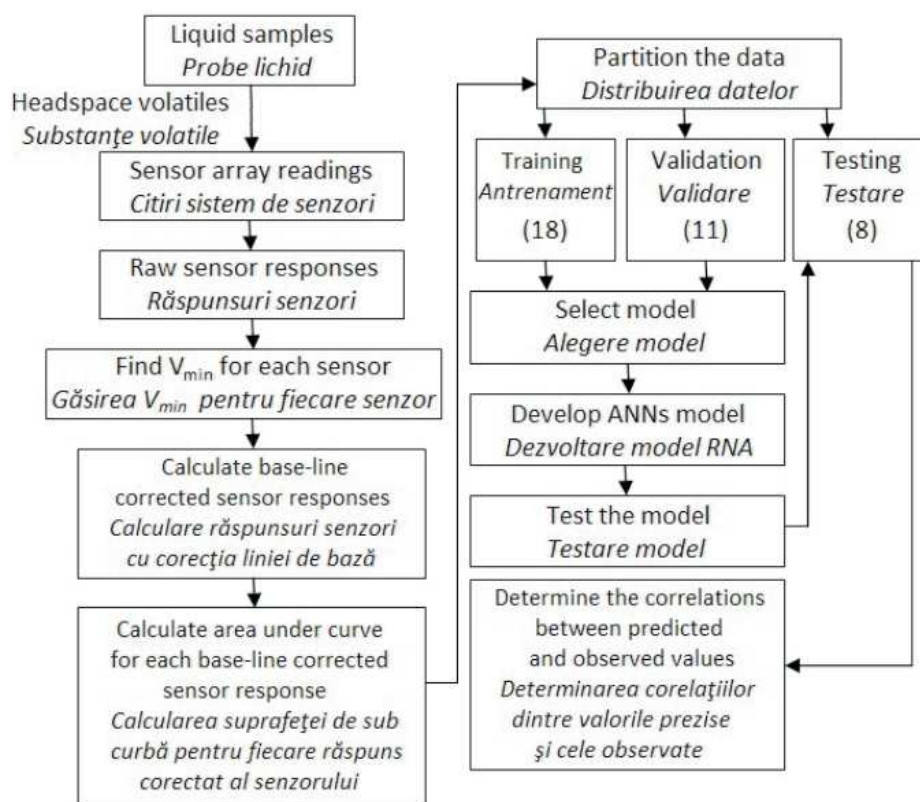 Liquid samples
Probe lichid
Headspace volatiles
Substanţe volatile
Sensor array readings
Citiri sistem de senzori
Raw sensor responses
Răspunsuri senzori
Find Vmin for each sensor
Găsirea Vmin pentru fiecare senzor
Calculate base-line
corrected sensor responses
Calculare răspunsuri senzori
cu corecţia liniei de bază
Calculate area under curve
for each base-line corrected
sensor response
Calcularea suprafeţei de sub
curbă pentru fiecare răspuns
corectat al senzorului
Partition the data
Distribuirea datelor
Training
Antrenament
(18)
Validation
Validare
(11)
Testing
Testare
(8)
Select model
Alegere model
Develop ANNs model
Dezvoltare model RNA
Test the model
Testare model
Determine the correlations
between predicted
and observed values
Determinarea corelaţiilor
dintre valorile prezise
şi cele observate